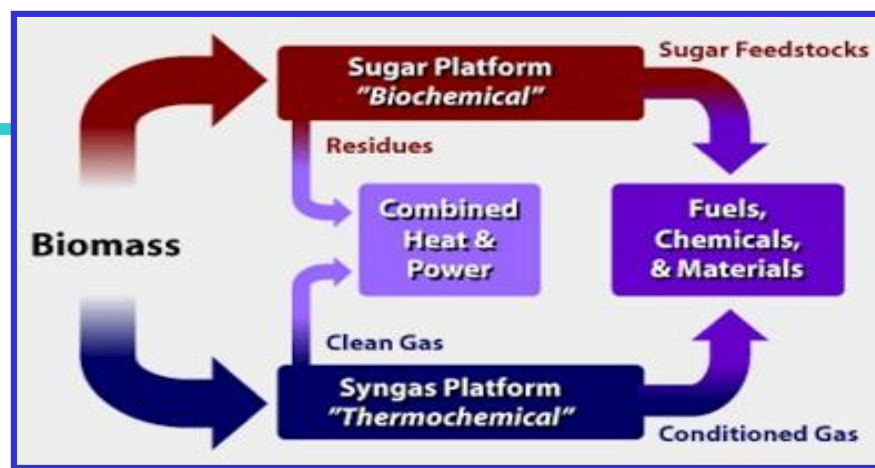 Sugar Platform
"Biochemical"
Sugar Feedstocks
Residues
Biomass
Combined
Heat &
Power
Fuels,
Chemicals,
& Materials
Clean Gas
Syngas Platform
"Thermochemical"
Conditioned Gas